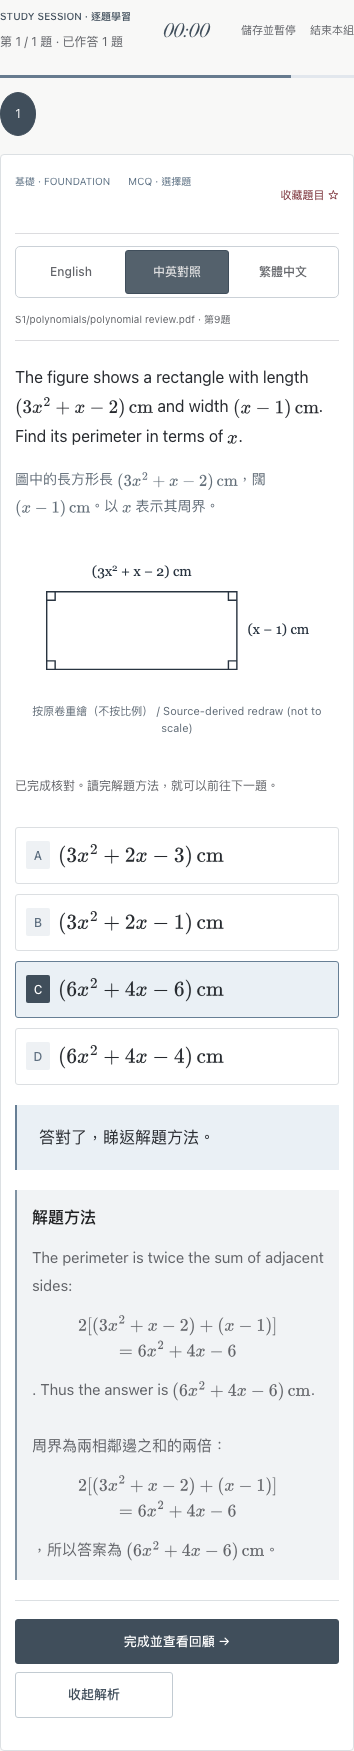 STUDY SESSION · 逐題學習
第 1 / 1 題 · 已作答 1 題
00:00
儲存並暫停
結束本組
1
基礎 · FOUNDATION
MCQ · 選擇題
收藏題目 ☆
English
中英對照
繁體中文
S1/polynomials/polynomial review.pdf · 第9題
The figure shows a rectangle with length
(3x² + x − 2) cm and width (x − 1) cm.
Find its perimeter in terms of x.
圖中的長方形長 (3x² + x − 2) cm，闊
(x − 1) cm。以 x 表示其周界。
(3x² + x − 2) cm
(x − 1) cm
按原卷重繪（不按比例） / Source-derived redraw (not to
scale)
已完成核對。讀完解題方法，就可以前往下一題。
A (3x² + 2x − 3) cm
B (3x² + 2x − 1) cm
C (6x² + 4x − 6) cm
D (6x² + 4x − 4) cm
答對了，睇返解題方法。
解題方法
The perimeter is twice the sum of adjacent
sides:
2[(3x² + x − 2) + (x − 1)]
= 6x² + 4x − 6
. Thus the answer is (6x² + 4x − 6) cm.
周界為兩相鄰邊之和的兩倍：
2[(3x² + x − 2) + (x − 1)]
= 6x² + 4x − 6
，所以答案為 (6x² + 4x − 6) cm。
完成並查看回顧 →
收起解析